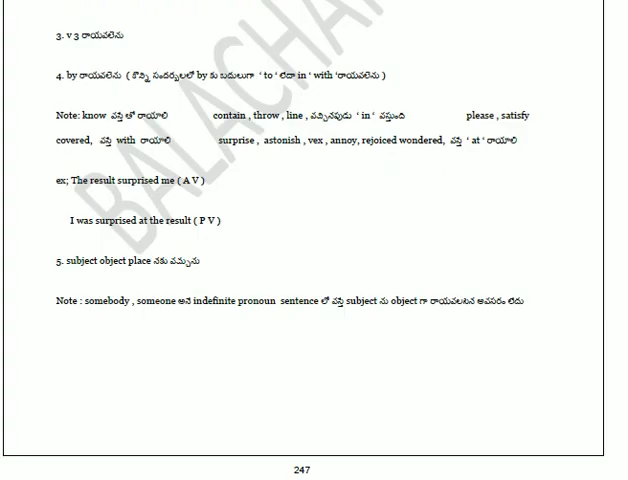 3. v 3 రాయవలెను
4. by రాయవలెను ( కొన్ని సందర్భలలో by కు బదులుగా ' to ' లేదా in ' with 'రాయవలెను )
Note: know వస్తే తో రాయాలి contain , throw , line , వచ్చినపుడు ' in ' వస్తుంది please , satisfy
covered, వస్తే with రాయాలి surprise , astonish , vex , annoy, rejoiced wondered, వస్తే ' at ' రాయాలి
ex; The result surprised me ( A V )
I was surprised at the result ( P V )
5. subject object place నకు వచ్చును
Note : somebody , someone అనే indefinite pronoun sentence లో వస్తే subject ను object గా రాయవలసిన అవసరం లేదు
BALACHAN
247